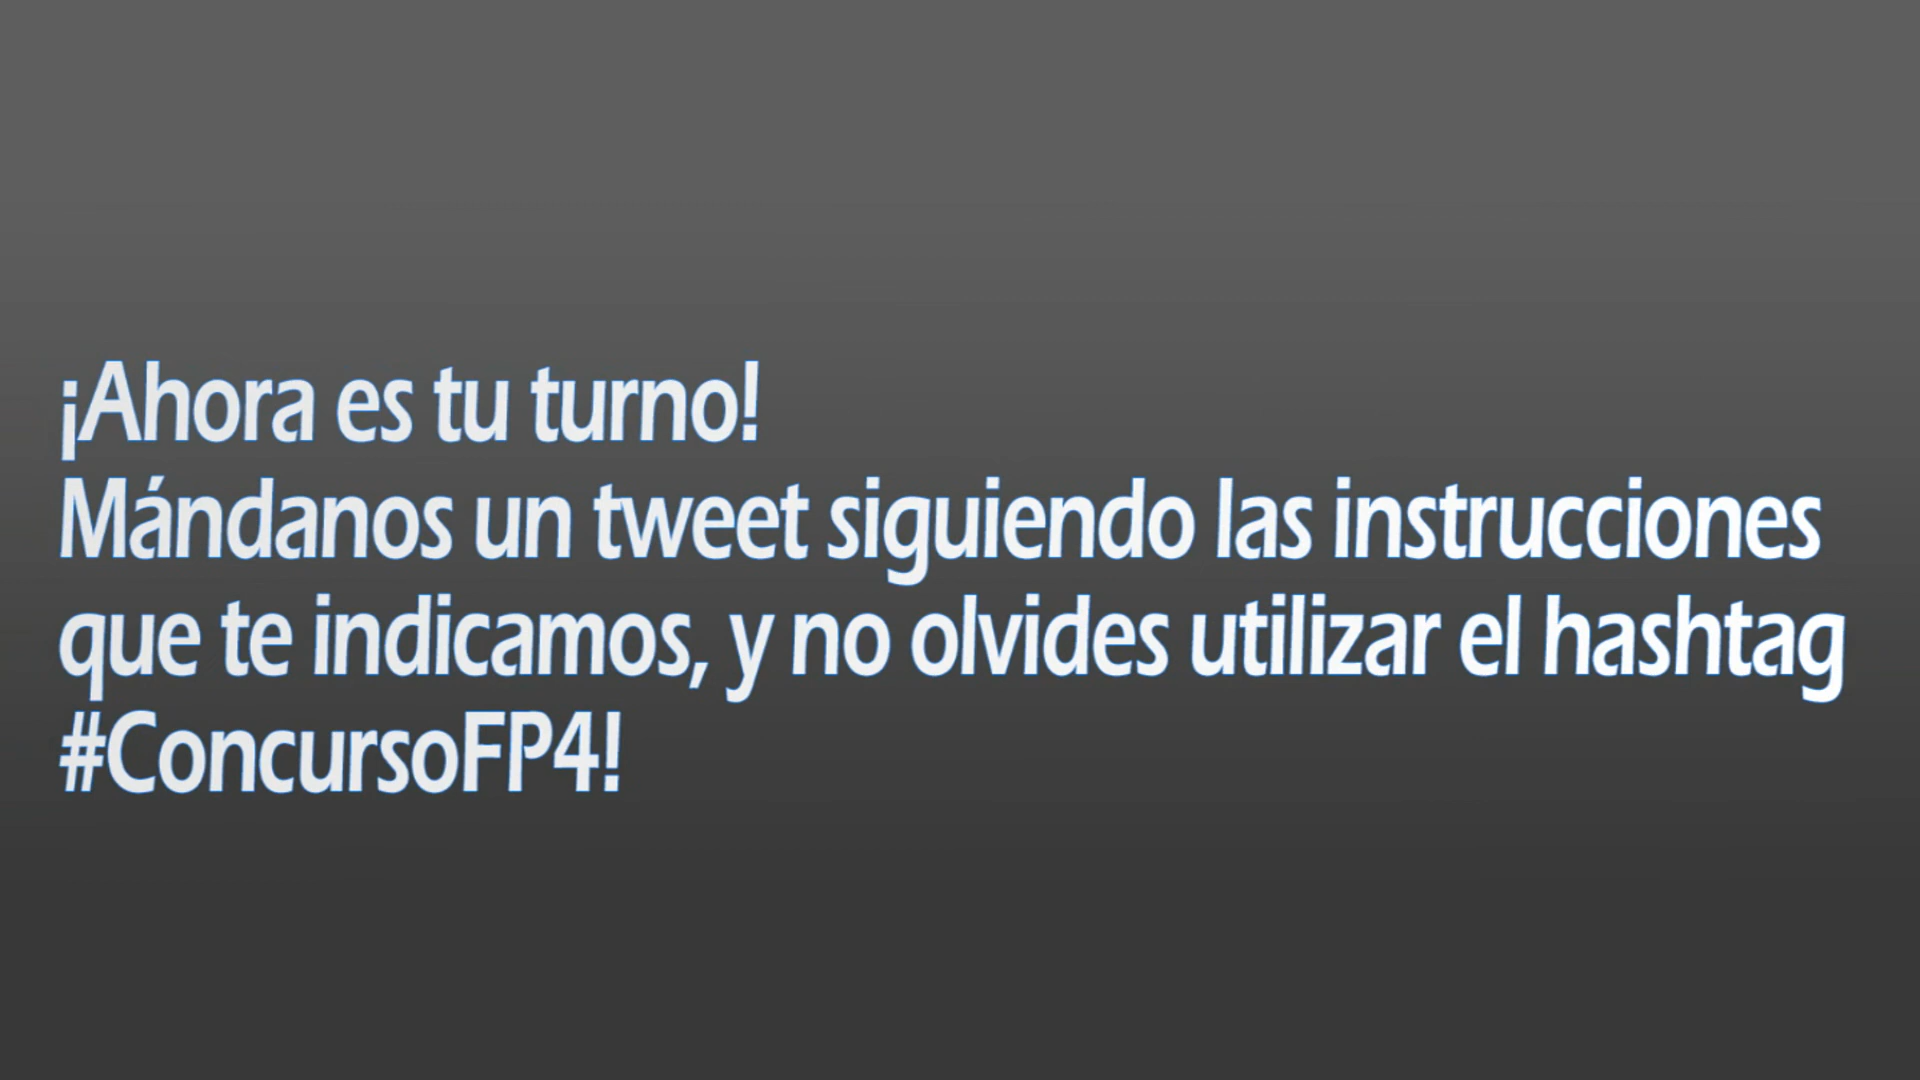 ¡Ahora es tu turno!
Mándanos un tweet siguiendo las instrucciones
que te indicamos, y no olvides utilizar el hashtag
#ConcursoFP4!